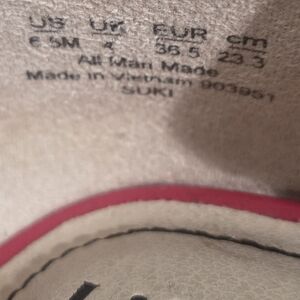 US UK EUR cm
6.5M 4 36.5 23.3
All Man Made
Made in Vietnam 903951
SUKI